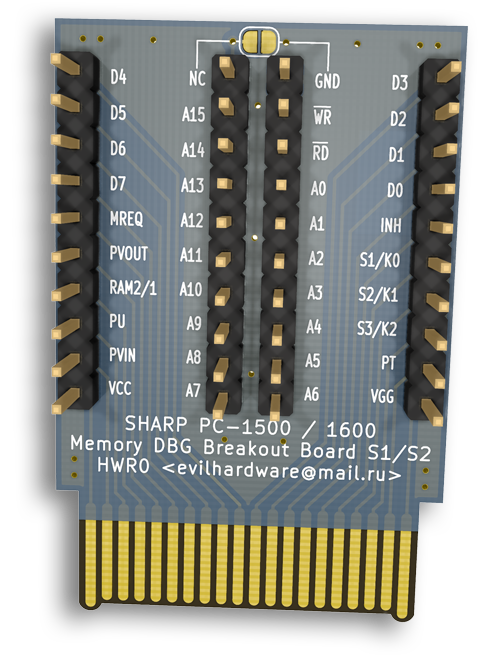 NC GND
D4 A15 W̅R̅ D3
D5 A14 R̅D̅ D2
D6 A13 A0 D1
D7 A12 A1 D0
MREQ A11 A2 INH
PVOUT A10 A3 S1/K0
RAM2/1 A9 A4 S2/K1
PU A8 A5 S3/K2
PVIN A7 A6 PT
VCC VGG
SHARP PC-1500 / 1600
Memory DBG Breakout Board S1/S2
HWR0 <evilhardware@mail.ru>